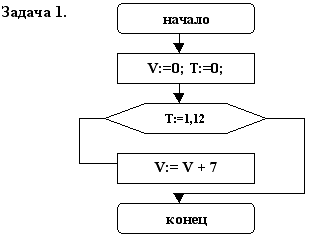 Задача 1.
начало
V:=0; T:=0;
T:=1,12
V:= V + 7
конец